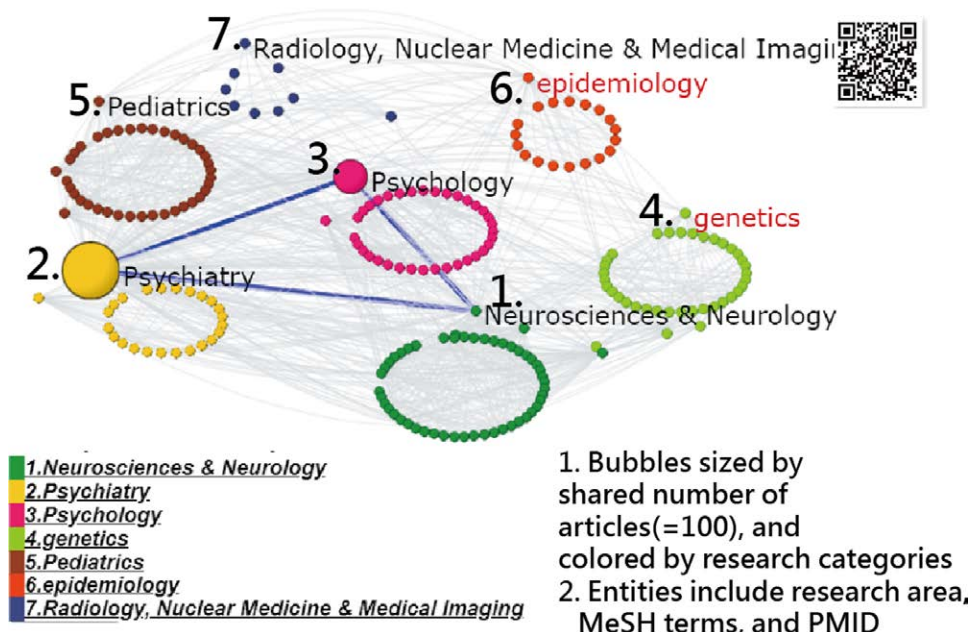 7. Radiology, Nuclear Medicine & Medical Imagin
6. epidemiology
5. Pediatrics
3. Psychology
4. genetics
2. Psychiatry
1. Neurosciences & Neurology
1.Neurosciences & Neurology
2.Psychiatry
3.Psychology
4.genetics
5.Pediatrics
6.epidemiology
7.Radiology, Nuclear Medicine & Medical Imaging
1. Bubbles sized by
shared number of
articles(=100), and
colored by research categories
2. Entities include research area,
MeSH terms, and PMID